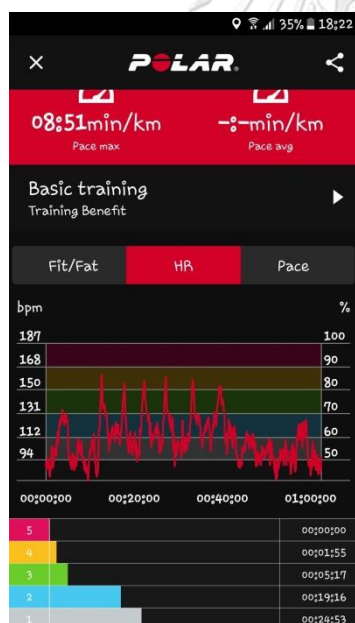 35% 18:22
POLAR
08:51min/km -:-min/km
Pace max Pace avg
Basic training
Training Benefit
Fit/Fat HR Pace
bpm %
187 100
168 90
150 80
131 70
112 60
94 50
00:00:00 00:20:00 00:40:00 01:00:00
5 00:00:00
4 00:01:55
3 00:05:17
2 00:19:16
1 00:24:53